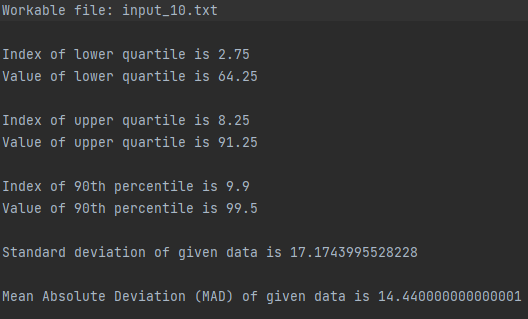 Workable file: input_10.txt
Index of lower quartile is 2.75
Value of lower quartile is 64.25
Index of upper quartile is 8.25
Value of upper quartile is 91.25
Index of 90th percentile is 9.9
Value of 90th percentile is 99.5
Standard deviation of given data is 17.1743995528228
Mean Absolute Deviation (MAD) of given data is 14.440000000000001